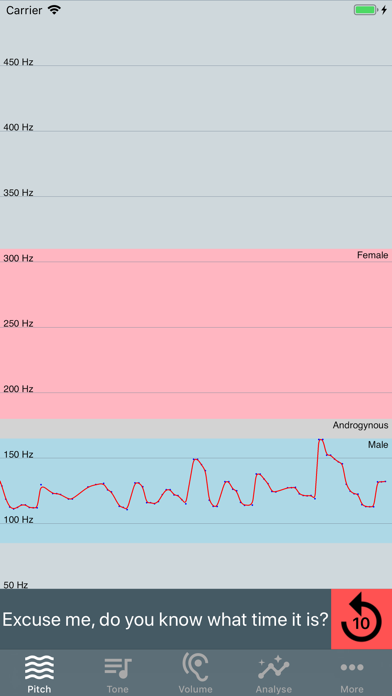 Carrier
450 Hz
400 Hz
350 Hz
Female
300 Hz
250 Hz
200 Hz
Androgynous
Male
150 Hz
100 Hz
50 Hz
Excuse me, do you know what time it is?
10
Pitch Tone Volume Analyse More